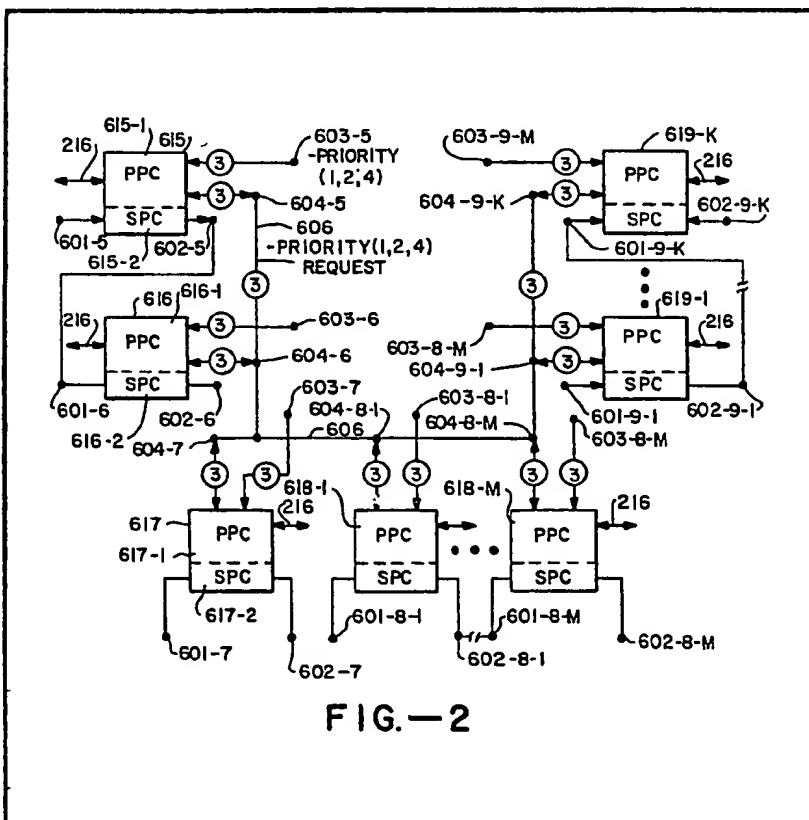 615-1
615
216
PPC
3
603-5
-PRIORITY
(1,2,4)
3
604-5
SPC
601-5
602-5
615-2
606
-PRIORITY(1,2,4)
REQUEST
3
616
616-1
216
PPC
3
603-6
3
604-6
SPC
601-6
602-6
616-2
603-9-M
619-K
3
PPC
216
604-9-K
3
SPC
602-9-K
601-9-K
3
619-1
603-8-M
3
PPC
216
604-9-1
3
SPC
601-9-1
602-9-1
603-7
604-8-1
603-8-1
604-8-M
603-8-M
604-7
606
3
3
3
3
3
3
617
216
618-1
618-M
216
PPC
617-1
PPC
PPC
SPC
617-2
SPC
SPC
601-7
602-7
601-8-1
602-8-1
601-8-M
602-8-M
FIG.—2